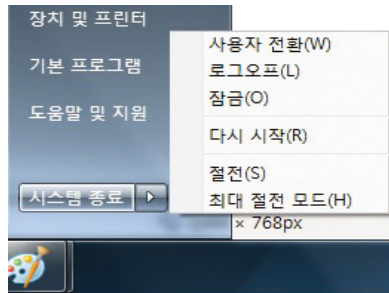 장치 및 프린터
기본 프로그램
도움말 및 지원
시스템 종료
사용자 전환(W)
로그오프(L)
잠금(O)
다시 시작(R)
절전(S)
최대 절전 모드(H)
× 768px